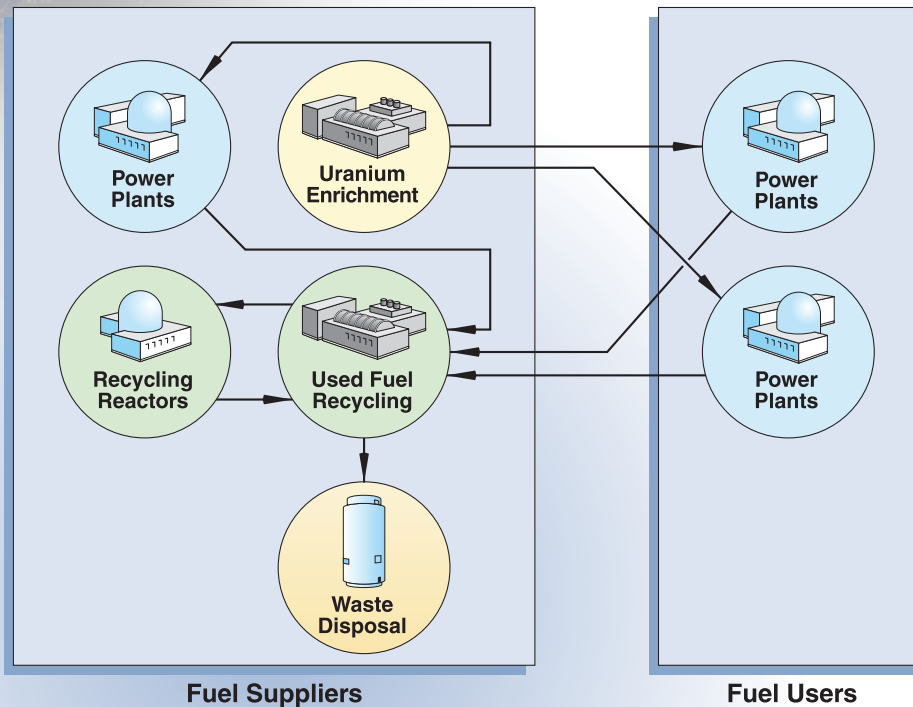 Power
Plants
Uranium
Enrichment
Power
Plants
Recycling
Reactors
Used Fuel
Recycling
Power
Plants
Waste
Disposal
Fuel Suppliers
Fuel Users